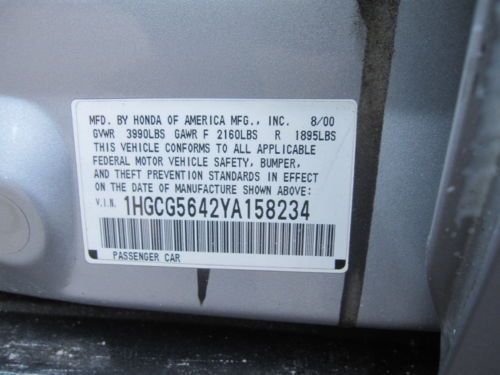 MFD. BY HONDA OF AMERICA MFG., INC. 8/00
GVWR 3990LBS GAWR F 2160LBS R 1895LBS
THIS VEHICLE CONFORMS TO ALL APPLICABLE
FEDERAL MOTOR VEHICLE SAFETY, BUMPER,
AND THEFT PREVENTION STANDARDS IN EFFECT
ON THE DATE OF MANUFACTURE SHOWN ABOVE:
V.I.N. 1HGCG5642YA158234
PASSENGER CAR